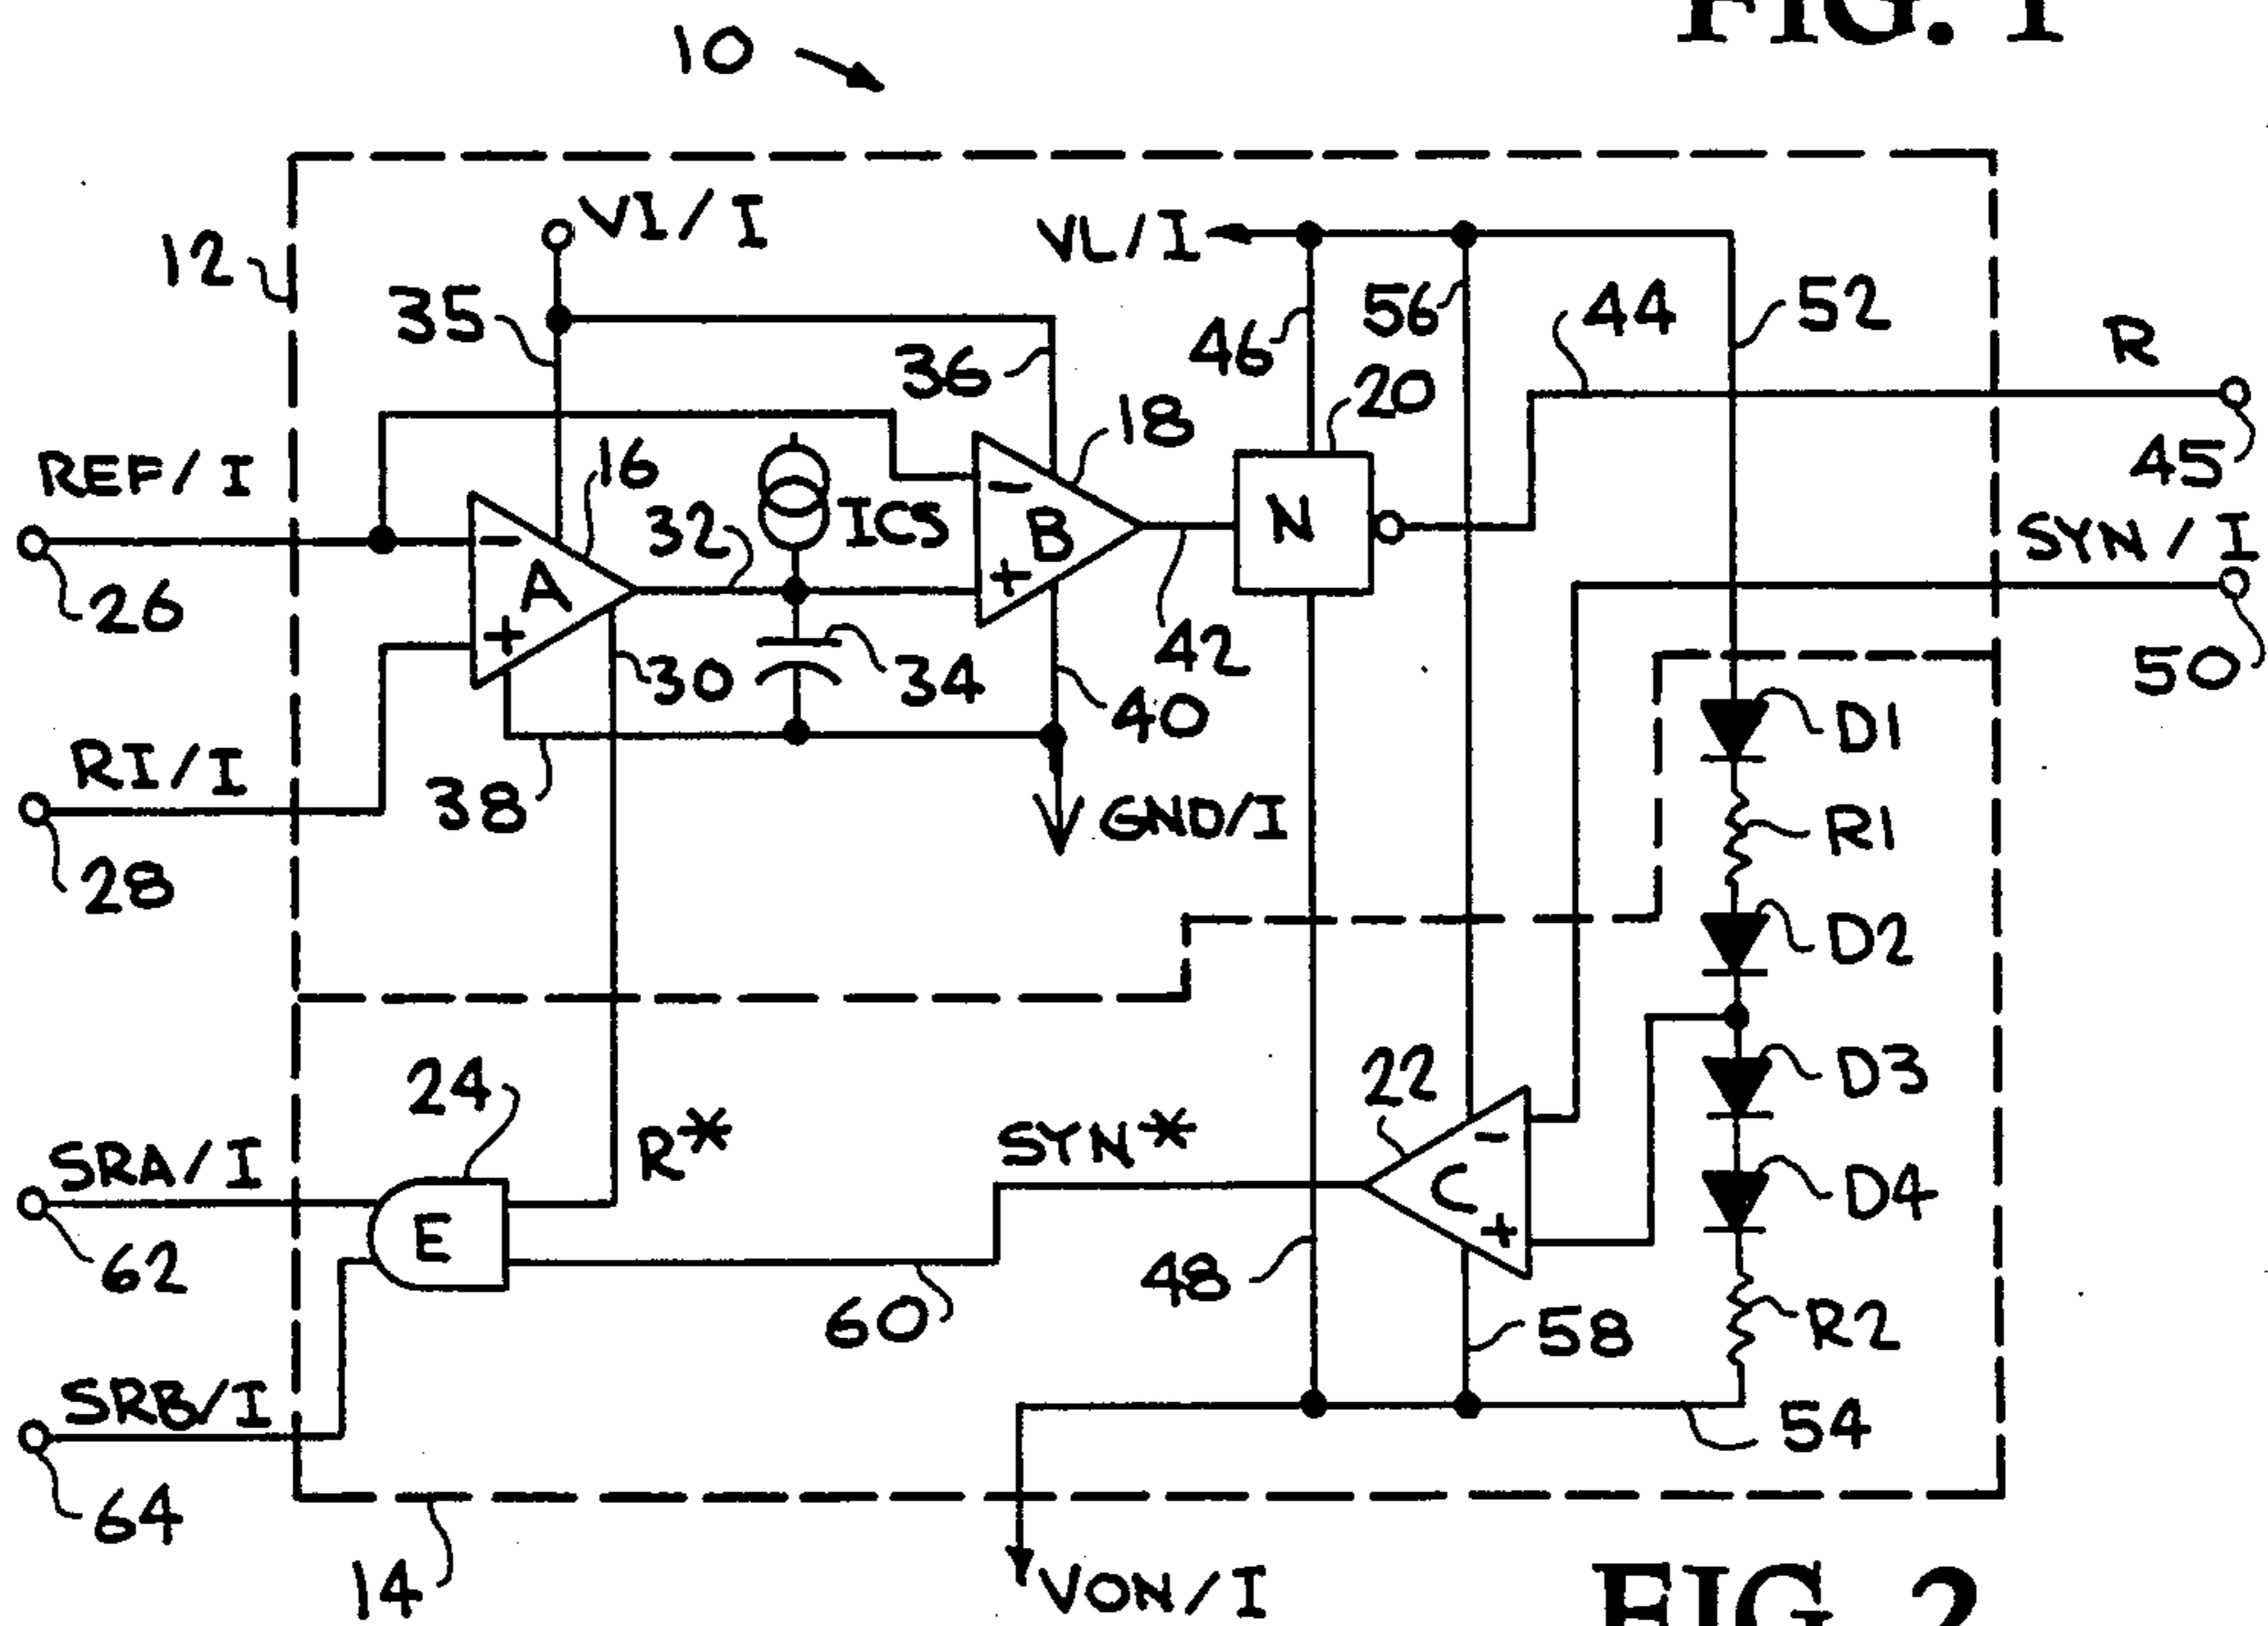 FIG. 1
10
12
VI/I
VL/I
35
36
46
56
44
52
R
18
20
45
REF/I
16
32
ICS
B
N
SYN/I
26
A
30
34
42
40
50
D1
RI/I
38
GND/I
R1
28
D2
24
22
D3
SRA/I
R*
SYN*
C
D4
E
62
48
60
58
R2
SRB/I
54
64
14
VON/I
FIG. 2